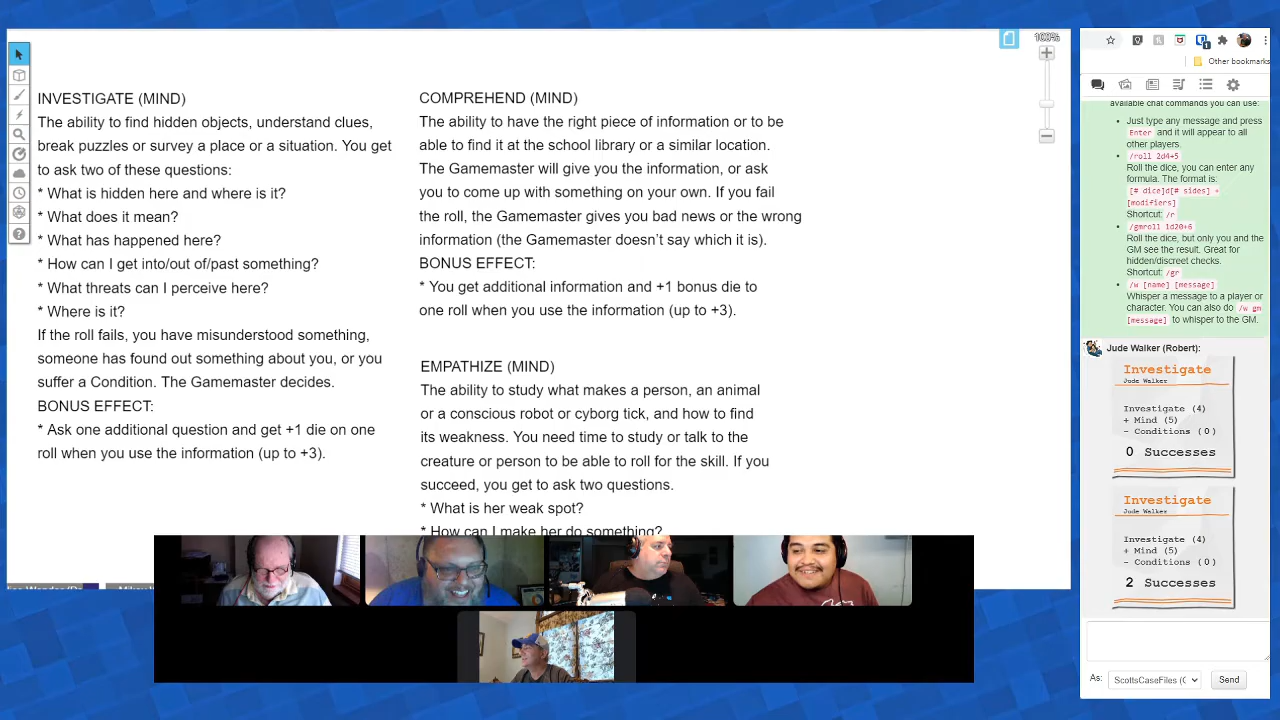 100%
INVESTIGATE (MIND)
The ability to find hidden objects, understand clues,
break puzzles or survey a place or a situation. You get
to ask two of these questions:
* What is hidden here and where is it?
* What does it mean?
* What has happened here?
* How can I get into/out of/past something?
* What threats can I perceive here?
* Where is it?
If the roll fails, you have misunderstood something,
someone has found out something about you, or you
suffer a Condition. The Gamemaster decides.
BONUS EFFECT:
* Ask one additional question and get +1 die on one
roll when you use the information (up to +3).
COMPREHEND (MIND)
The ability to have the right piece of information or to be
able to find it at the school library or a similar location.
The Gamemaster will give you the information, or ask
you to come up with something on your own. If you fail
the roll, the Gamemaster gives you bad news or the wrong
information (the Gamemaster doesn't say which it is).
BONUS EFFECT:
* You get additional information and +1 bonus die to
one roll when you use the information (up to +3).
EMPATHIZE (MIND)
The ability to study what makes a person, an animal
or a conscious robot or cyborg tick, and how to find
its weakness. You need time to study or talk to the
creature or person to be able to roll for the skill. If you
succeed, you get to ask two questions.
* What is her weak spot?
* How can I make her do something?
Other bookmarks
available chat commands you can use:
Just type any message and press
Enter and it will appear to all
other players.
/roll 2d4+5
Roll the dice, you can enter any
formula. The format is:
[# dice]d[# sides] +
[modifiers]
Shortcut: /r
/gmroll 1d20+6
Roll the dice, but only you and the
GM see the result. Great for
hidden/discreet checks.
Shortcut: /gr
/w [name] [message]
Whisper a message to a player or
character. You can also do /w gm
[message] to whisper to the GM.
Jude Walker (Robert):
Investigate
Jude Walker
Investigate (4)
+ Mind (5)
- Conditions (0)
0 Successes
Investigate
Jude Walker
Investigate (4)
+ Mind (5)
- Conditions (0)
2 Successes
As:
ScottsCaseFiles (
Send